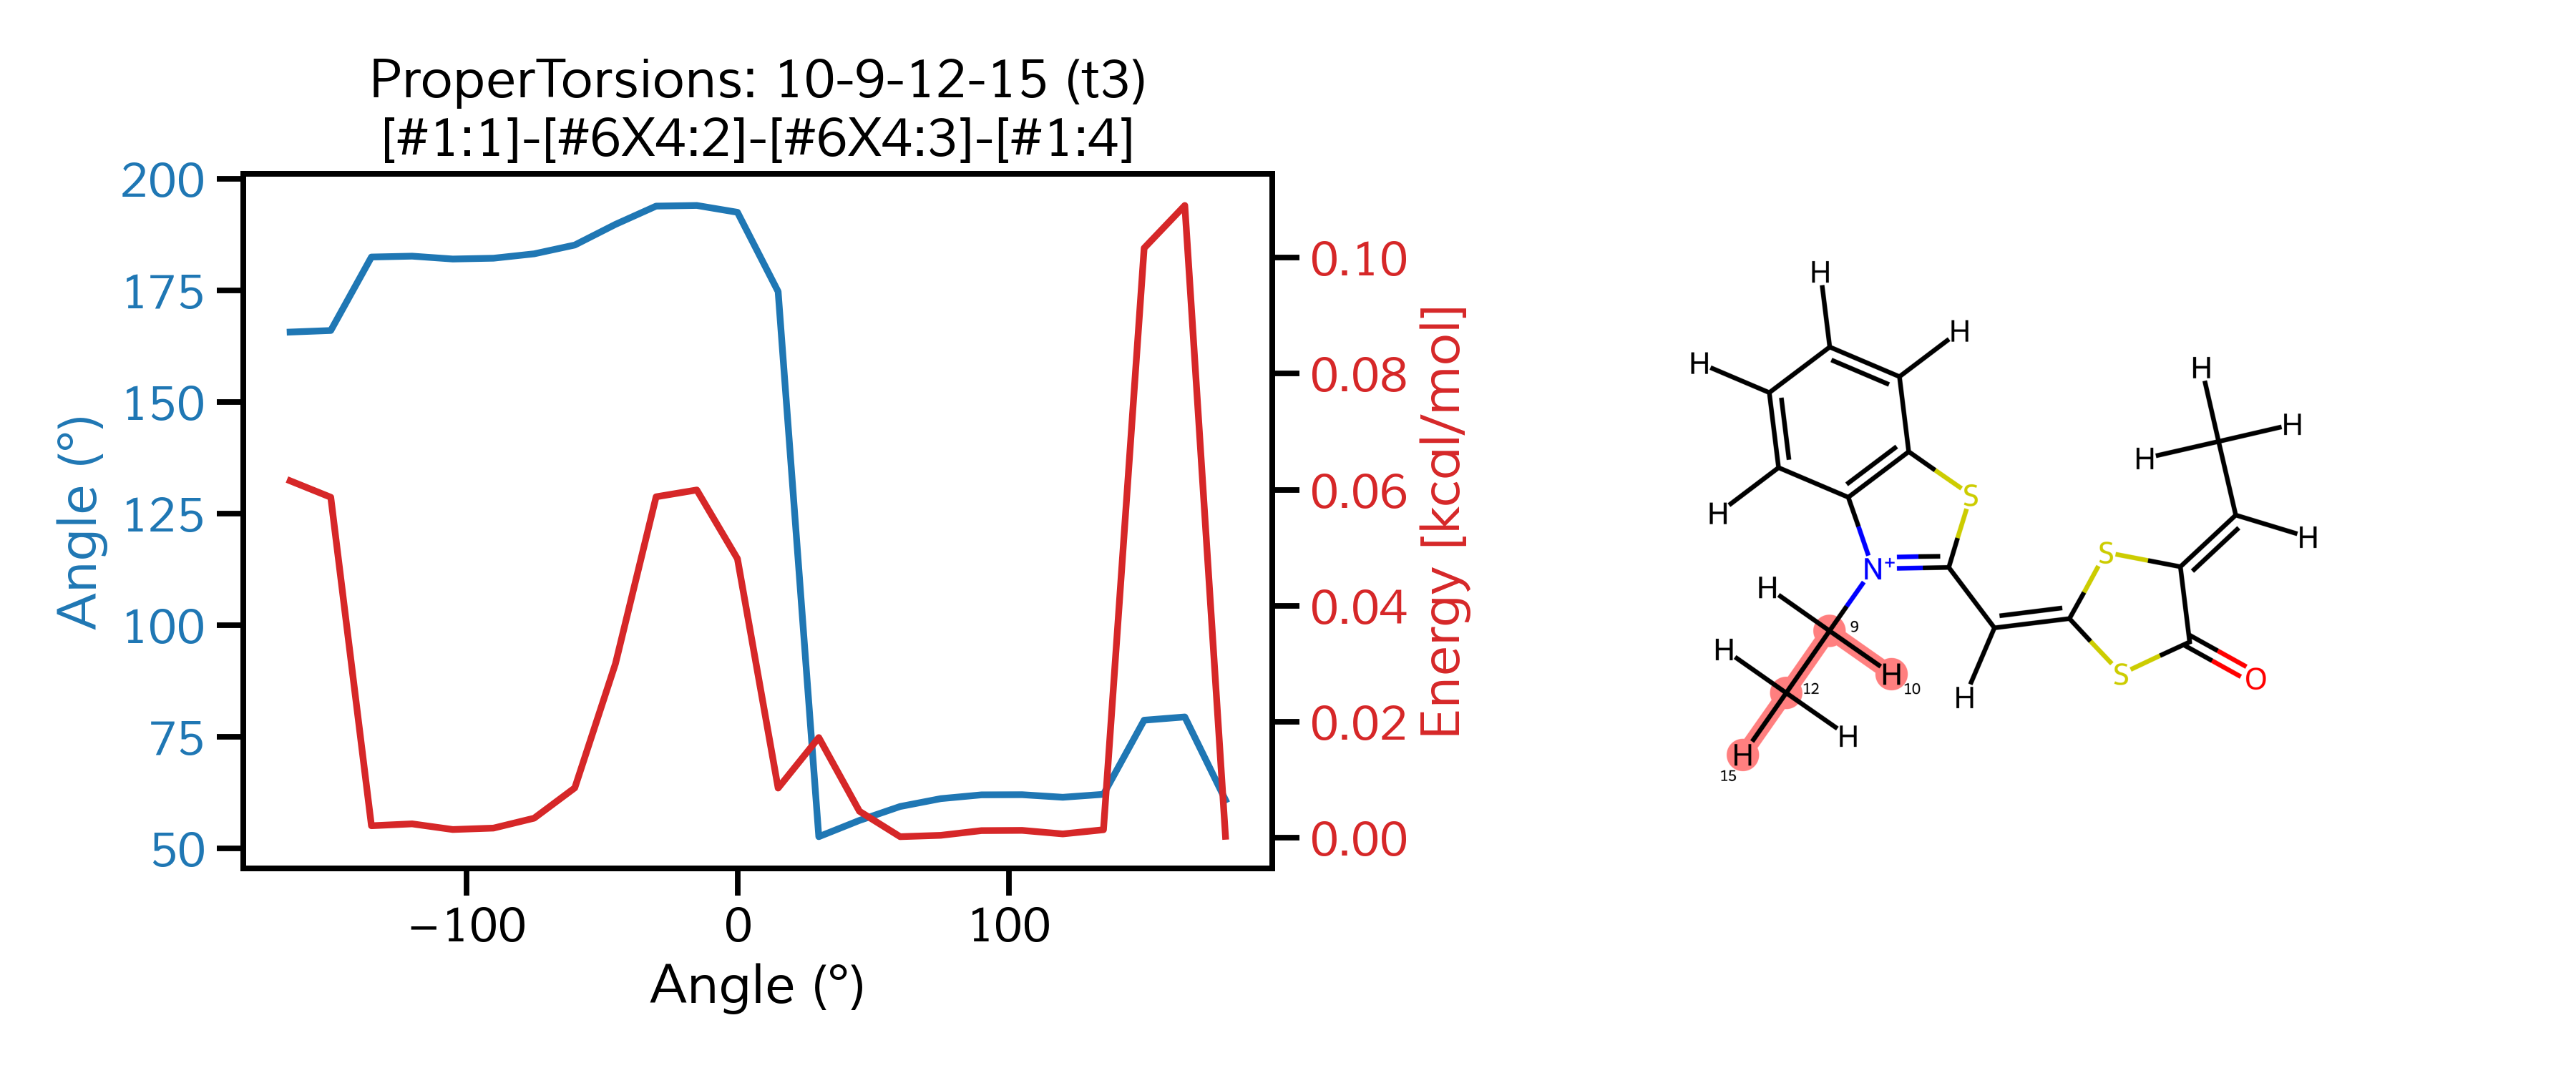 ProperTorsions: 10-9-12-15 (t3)
[#1:1]-[#6X4:2]-[#6X4:3]-[#1:4]
200
175
150
125
100
75
50
Angle (°)
0.10
0.08
0.06
0.04
0.02
0.00
Energy [kcal/mol]
−100
0
100
Angle (°)
H
H
H
H
H
H
H
S
H
S
N+
H
9
H
12
H
10
S
O
H
H
H
15